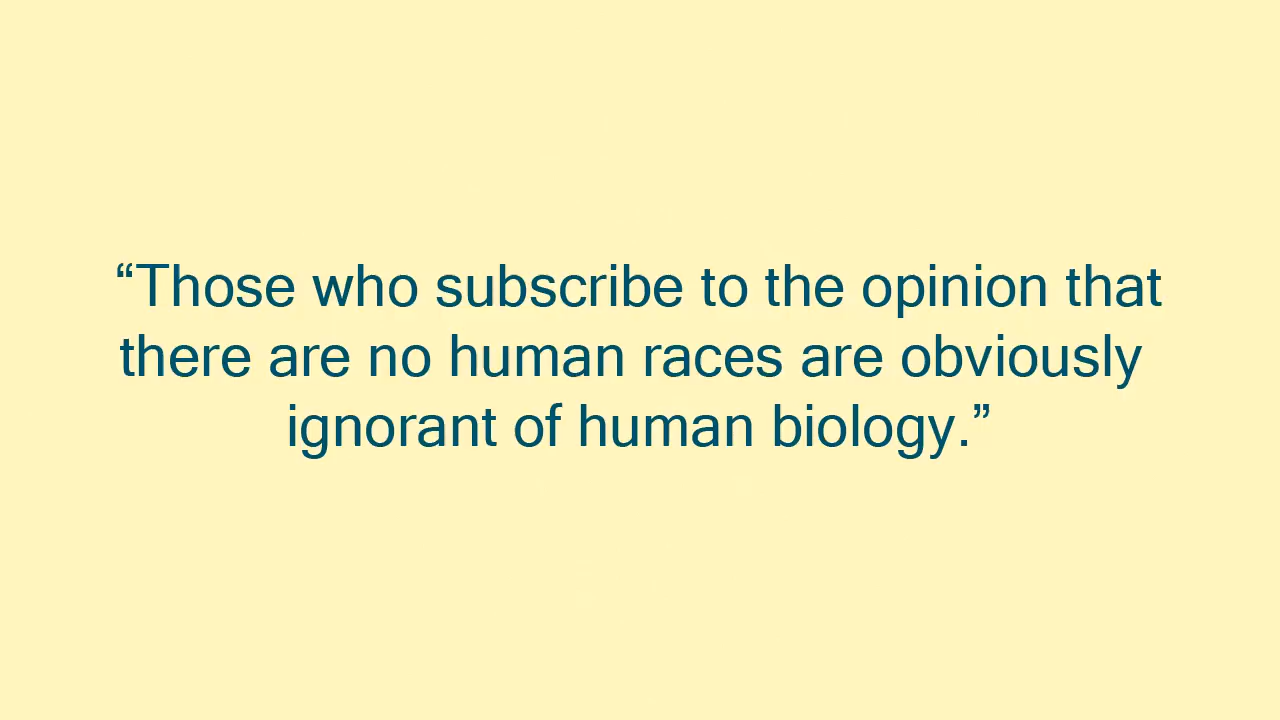 “Those who subscribe to the opinion that
there are no human races are obviously
ignorant of human biology.”